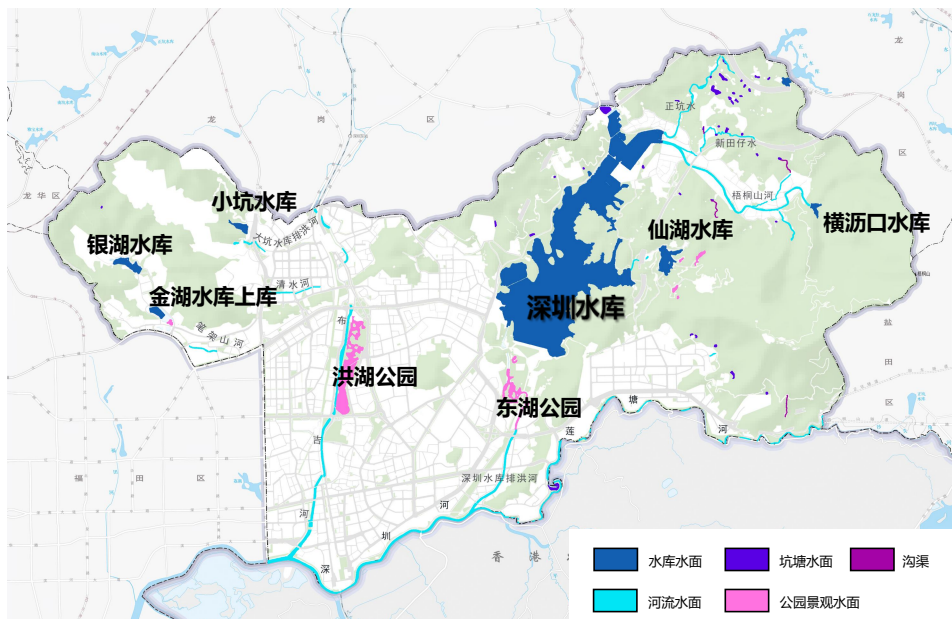 龙
岗
区
龙
岗
区
龙华区
正坑水
新田仔水
小坑水库
大坑水库排洪河
梧桐山河
银湖水库
仙湖水库
横沥口水库
清水河
金湖水库上库
深圳水库
笔架山河
布
吉
河
洪湖公园
东湖公园
盐
田
区
莲
塘
河
福
田
区
深圳水库排洪河
深
圳
河
香
港
水库水面
坑塘水面
沟渠
河流水面
公园景观水面